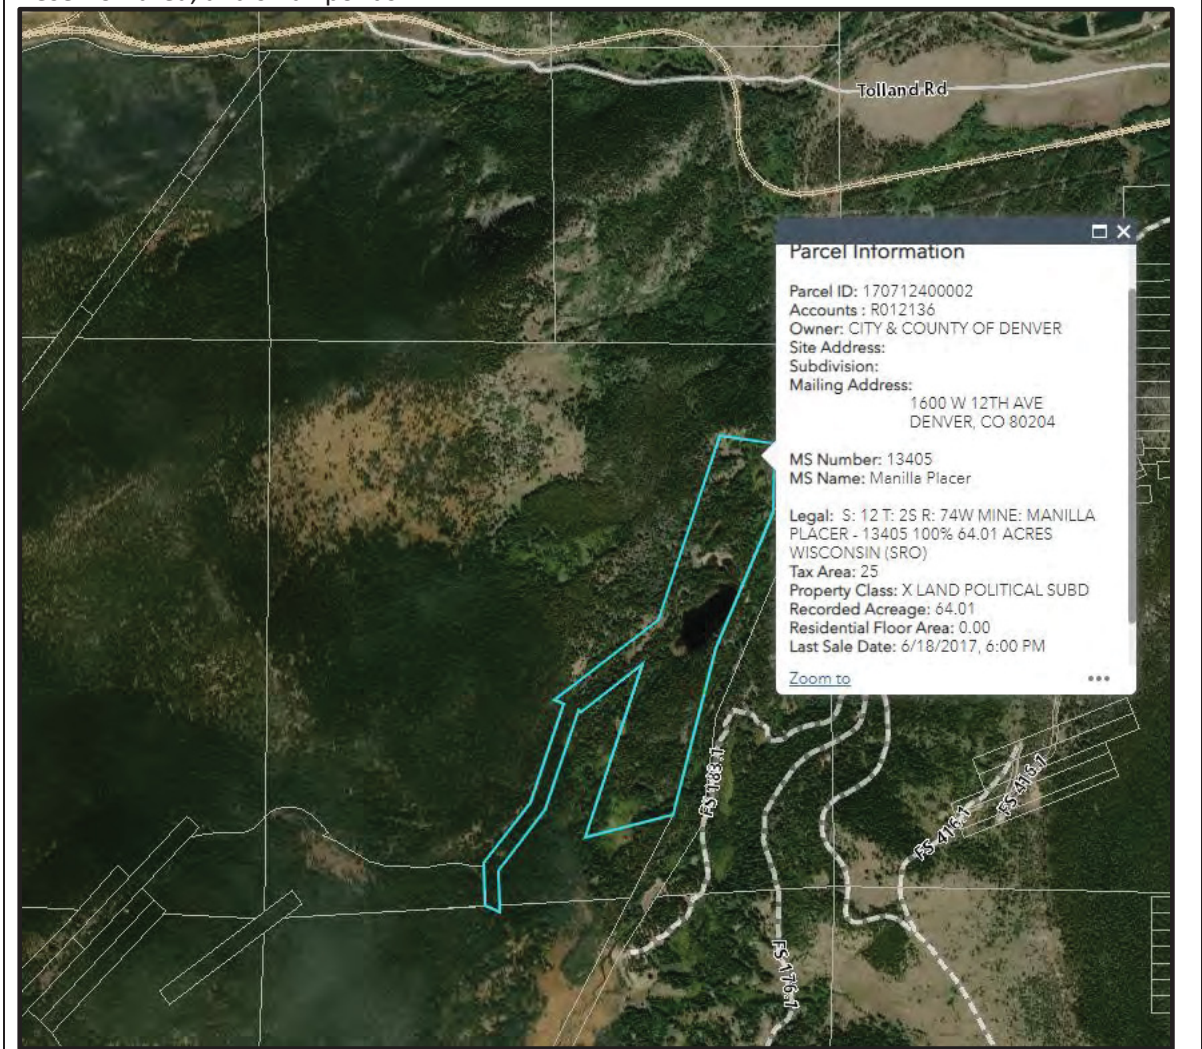 Tolland Rd
Parcel Information
Parcel ID: 170712400002
Accounts : R012136
Owner: CITY & COUNTY OF DENVER
Site Address:
Subdivision:
Mailing Address:
1600 W 12TH AVE
DENVER, CO 80204
MS Number: 13405
MS Name: Manilla Placer
Legal: S: 12 T: 2S R: 74W MINE: MANILLA
PLACER - 13405 100% 64.01 ACRES
WISCONSIN (SRO)
Tax Area: 25
Property Class: X LAND POLITICAL SUBD
Recorded Acreage: 64.01
Residential Floor Area: 0.00
Last Sale Date: 6/18/2017, 6:00 PM
Zoom to
FS 183.1
FS 416.1
FS 416.1
FS 176.1